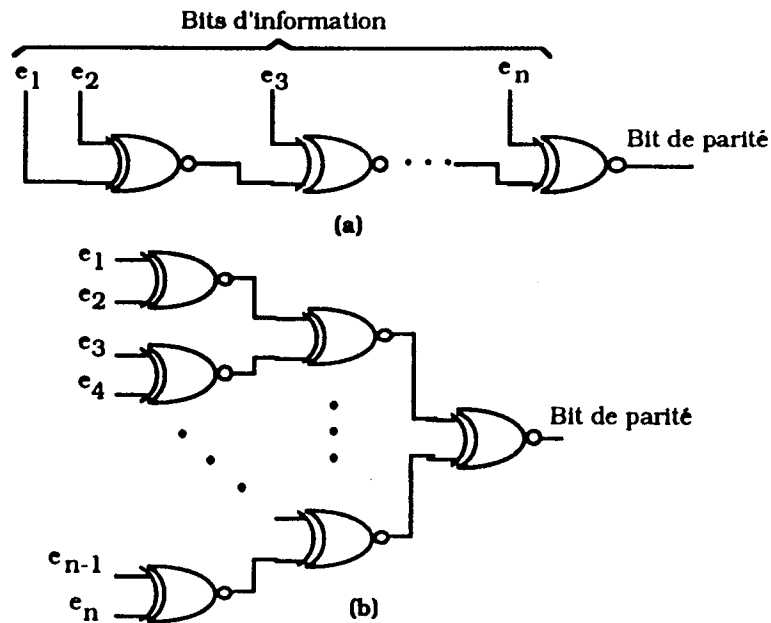 Bits d'information
e1 e2 e3 en
Bit de parité
(a)
e1
e2
e3
e4
Bit de parité
en-1
en
(b)